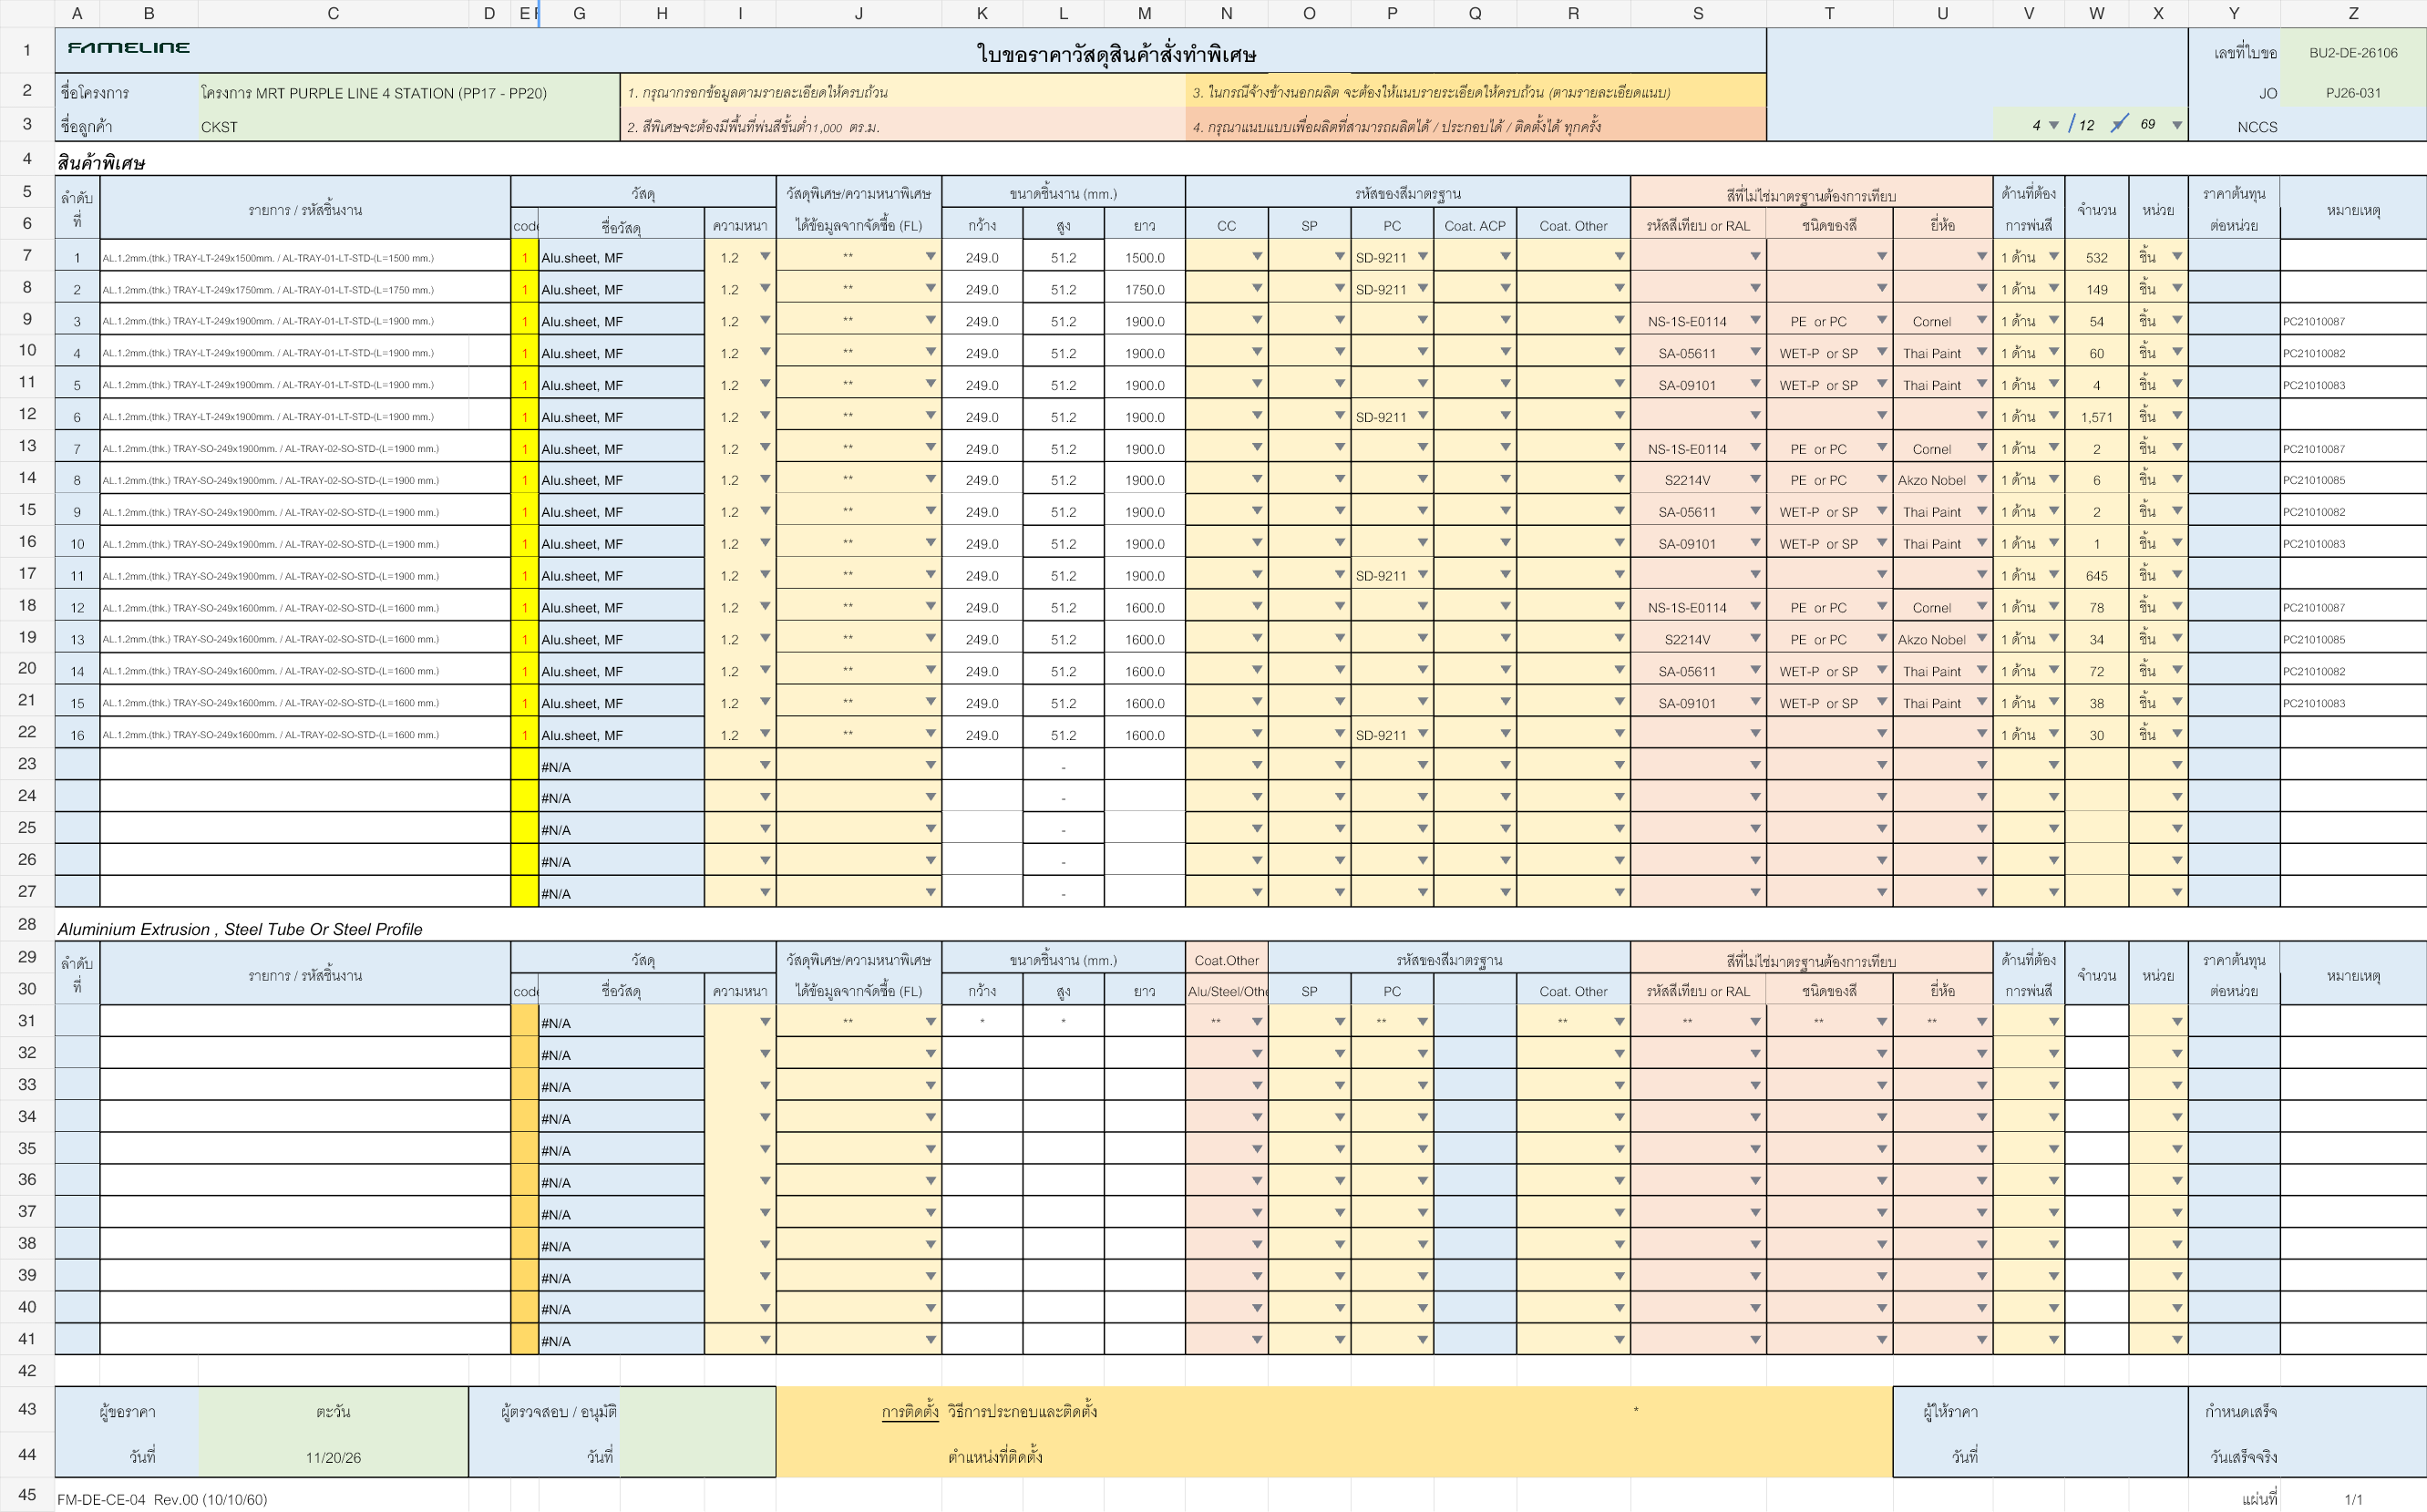 A B C D E F G H I J K L M N O P Q R S T U V W X Y Z
1 FAMELINE ใบขอราคาวัสดุสินค้าสั่งทำพิเศษ เลขที่ใบขอ BU2-DE-26106
2 ชื่อโครงการ โครงการ MRT PURPLE LINE 4 STATION (PP17 - PP20) 1. กรุณากรอกข้อมูลตามรายละเอียดให้ครบถ้วน 3. ในกรณีจ้างข้างนอกผลิต จะต้องให้แนบรายระเอียดให้ครบถ้วน (ตามรายละเอียดแนบ) JO PJ26-031
3 ชื่อลูกค้า CKST 2. สีพิเศษจะต้องมีพื้นที่พ่นสีขั้นต่ำ1,000 ตร.ม. 4. กรุณาแนบแบบเพื่อผลิตที่สามารถผลิตได้ / ประกอบได้ / ติดตั้งได้ ทุกครั้ง 4 / 12 / 69 NCCS
4 สินค้าพิเศษ
5 ลำดับ รายการ / รหัสชิ้นงาน วัสดุ วัสดุพิเศษ/ความหนาพิเศษ ขนาดชิ้นงาน (mm.) รหัสของสีมาตรฐาน สีที่ไม่ใช่มาตรฐานต้องการเทียบ ด้านที่ต้อง จำนวน หน่วย ราคาต้นทุน หมายเหตุ
6 ที่ code ชื่อวัสดุ ความหนา ได้ข้อมูลจากจัดซื้อ (FL) กว้าง สูง ยาว CC SP PC Coat. ACP Coat. Other รหัสสีเทียบ or RAL ชนิดของสี ยี่ห้อ การพ่นสี ต่อหน่วย
7 1 AL.1.2mm.(thk.) TRAY-LT-249x1500mm. / AL-TRAY-01-LT-STD-(L=1500 mm.) 1 Alu.sheet, MF 1.2 ** 249.0 51.2 1500.0 SD-9211 1 ด้าน 532 ชิ้น
8 2 AL.1.2mm.(thk.) TRAY-LT-249x1750mm. / AL-TRAY-01-LT-STD-(L=1750 mm.) 1 Alu.sheet, MF 1.2 ** 249.0 51.2 1750.0 SD-9211 1 ด้าน 149 ชิ้น
9 3 AL.1.2mm.(thk.) TRAY-LT-249x1900mm. / AL-TRAY-01-LT-STD-(L=1900 mm.) 1 Alu.sheet, MF 1.2 ** 249.0 51.2 1900.0 NS-1S-E0114 PE or PC Cornel 1 ด้าน 54 ชิ้น PC21010087
10 4 AL.1.2mm.(thk.) TRAY-LT-249x1900mm. / AL-TRAY-01-LT-STD-(L=1900 mm.) 1 Alu.sheet, MF 1.2 ** 249.0 51.2 1900.0 SA-05611 WET-P or SP Thai Paint 1 ด้าน 60 ชิ้น PC21010082
11 5 AL.1.2mm.(thk.) TRAY-LT-249x1900mm. / AL-TRAY-01-LT-STD-(L=1900 mm.) 1 Alu.sheet, MF 1.2 ** 249.0 51.2 1900.0 SA-09101 WET-P or SP Thai Paint 1 ด้าน 4 ชิ้น PC21010083
12 6 AL.1.2mm.(thk.) TRAY-LT-249x1900mm. / AL-TRAY-01-LT-STD-(L=1900 mm.) 1 Alu.sheet, MF 1.2 ** 249.0 51.2 1900.0 SD-9211 1 ด้าน 1,571 ชิ้น
13 7 AL.1.2mm.(thk.) TRAY-SO-249x1900mm. / AL-TRAY-02-SO-STD-(L=1900 mm.) 1 Alu.sheet, MF 1.2 ** 249.0 51.2 1900.0 NS-1S-E0114 PE or PC Cornel 1 ด้าน 2 ชิ้น PC21010087
14 8 AL.1.2mm.(thk.) TRAY-SO-249x1900mm. / AL-TRAY-02-SO-STD-(L=1900 mm.) 1 Alu.sheet, MF 1.2 ** 249.0 51.2 1900.0 S2214V PE or PC Akzo Nobel 1 ด้าน 6 ชิ้น PC21010085
15 9 AL.1.2mm.(thk.) TRAY-SO-249x1900mm. / AL-TRAY-02-SO-STD-(L=1900 mm.) 1 Alu.sheet, MF 1.2 ** 249.0 51.2 1900.0 SA-05611 WET-P or SP Thai Paint 1 ด้าน 2 ชิ้น PC21010082
16 10 AL.1.2mm.(thk.) TRAY-SO-249x1900mm. / AL-TRAY-02-SO-STD-(L=1900 mm.) 1 Alu.sheet, MF 1.2 ** 249.0 51.2 1900.0 SA-09101 WET-P or SP Thai Paint 1 ด้าน 1 ชิ้น PC21010083
17 11 AL.1.2mm.(thk.) TRAY-SO-249x1900mm. / AL-TRAY-02-SO-STD-(L=1900 mm.) 1 Alu.sheet, MF 1.2 ** 249.0 51.2 1900.0 SD-9211 1 ด้าน 645 ชิ้น
18 12 AL.1.2mm.(thk.) TRAY-SO-249x1600mm. / AL-TRAY-02-SO-STD-(L=1600 mm.) 1 Alu.sheet, MF 1.2 ** 249.0 51.2 1600.0 NS-1S-E0114 PE or PC Cornel 1 ด้าน 78 ชิ้น PC21010087
19 13 AL.1.2mm.(thk.) TRAY-SO-249x1600mm. / AL-TRAY-02-SO-STD-(L=1600 mm.) 1 Alu.sheet, MF 1.2 ** 249.0 51.2 1600.0 S2214V PE or PC Akzo Nobel 1 ด้าน 34 ชิ้น PC21010085
20 14 AL.1.2mm.(thk.) TRAY-SO-249x1600mm. / AL-TRAY-02-SO-STD-(L=1600 mm.) 1 Alu.sheet, MF 1.2 ** 249.0 51.2 1600.0 SA-05611 WET-P or SP Thai Paint 1 ด้าน 72 ชิ้น PC21010082
21 15 AL.1.2mm.(thk.) TRAY-SO-249x1600mm. / AL-TRAY-02-SO-STD-(L=1600 mm.) 1 Alu.sheet, MF 1.2 ** 249.0 51.2 1600.0 SA-09101 WET-P or SP Thai Paint 1 ด้าน 38 ชิ้น PC21010083
22 16 AL.1.2mm.(thk.) TRAY-SO-249x1600mm. / AL-TRAY-02-SO-STD-(L=1600 mm.) 1 Alu.sheet, MF 1.2 ** 249.0 51.2 1600.0 SD-9211 1 ด้าน 30 ชิ้น
23 #N/A -
24 #N/A -
25 #N/A -
26 #N/A -
27 #N/A -
28 Aluminium Extrusion , Steel Tube Or Steel Profile
29 ลำดับ รายการ / รหัสชิ้นงาน วัสดุ วัสดุพิเศษ/ความหนาพิเศษ ขนาดชิ้นงาน (mm.) Coat.Other รหัสของสีมาตรฐาน สีที่ไม่ใช่มาตรฐานต้องการเทียบ ด้านที่ต้อง จำนวน หน่วย ราคาต้นทุน หมายเหตุ
30 ที่ code ชื่อวัสดุ ความหนา ได้ข้อมูลจากจัดซื้อ (FL) กว้าง สูง ยาว Alu/Steel/Othe SP PC Coat. Other รหัสสีเทียบ or RAL ชนิดของสี ยี่ห้อ การพ่นสี ต่อหน่วย
31 #N/A ** * * ** ** ** ** ** **
32 #N/A
33 #N/A
34 #N/A
35 #N/A
36 #N/A
37 #N/A
38 #N/A
39 #N/A
40 #N/A
41 #N/A
42
43 ผู้ขอราคา ตะวัน ผู้ตรวจสอบ / อนุมัติ การติดตั้ง วิธีการประกอบและติดตั้ง * ผู้ให้ราคา กำหนดเสร็จ
44 วันที่ 11/20/26 วันที่ ตำแหน่งที่ติดตั้ง วันที่ วันเสร็จจริง
45 FM-DE-CE-04 Rev.00 (10/10/60) แผ่นที่ 1/1